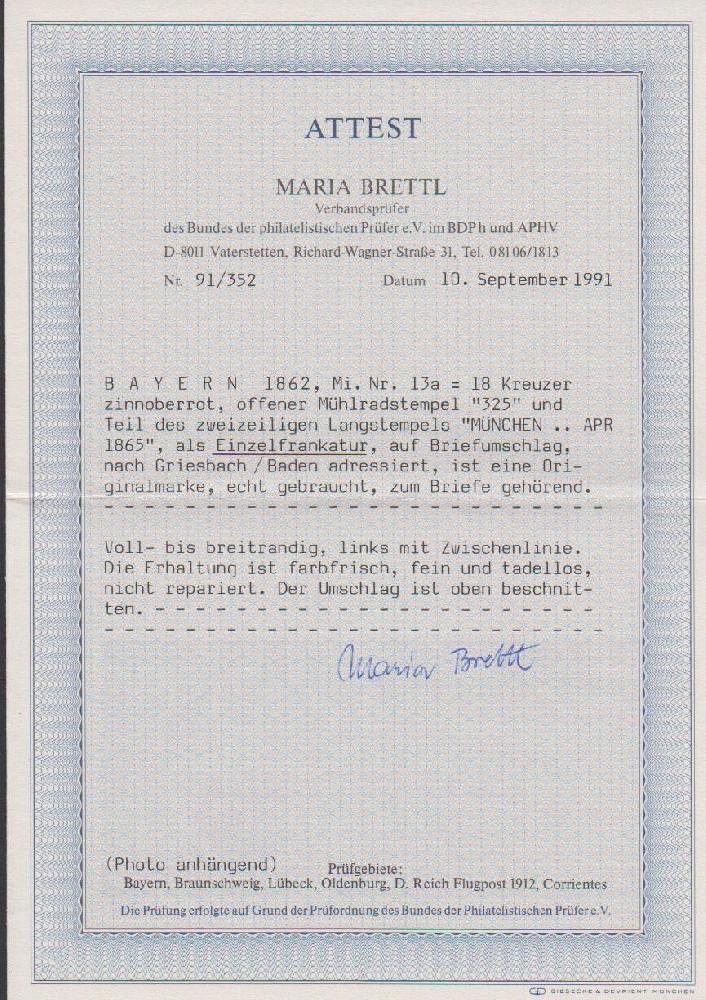 ATTEST
MARIA BRETTL
Verbandsprüfer
des Bundes der philatelistischen Prüfer e.V. im BDPh und APHV
D-8011 Vaterstetten, Richard-Wagner-Straße 31, Tel. 08106/1813
Nr. 91/352 Datum 10. September 1991
B A Y E R N 1862, Mi. Nr. 13a = 18 Kreuzer
zinnoberrot, offener Mühlradstempel "325" und
Teil des zweizeiligen Langstempels "MÜNCHEN .. APR
1865", als Einzelfrankatur, auf Briefumschlag,
nach Griesbach / Baden adressiert, ist eine Ori-
ginalmarke, echt gebraucht, zum Briefe gehörend.
- - - - - - - - - - - - - - - - - - - - - - - - -
Voll- bis breitrandig, links mit Zwischenlinie.
Die Erhaltung ist farbfrisch, fein und tadellos,
nicht repariert. Der Umschlag ist oben beschnit-
ten. - - - - - - - - - - - - - - - - - - - - - -
- - - - - - - - - - - - - - - - - - - - - - - - -
Maria Brettl
(Photo anhängend) Prüfgebiete:
Bayern, Braunschweig, Lübeck, Oldenburg, D. Reich Flugpost 1912, Corrientes
Die Prüfung erfolgte auf Grund der Prüfordnung des Bundes der Philatelistischen Prüfer e.V.
GIESECKE & DEVRIENT MÜNCHEN